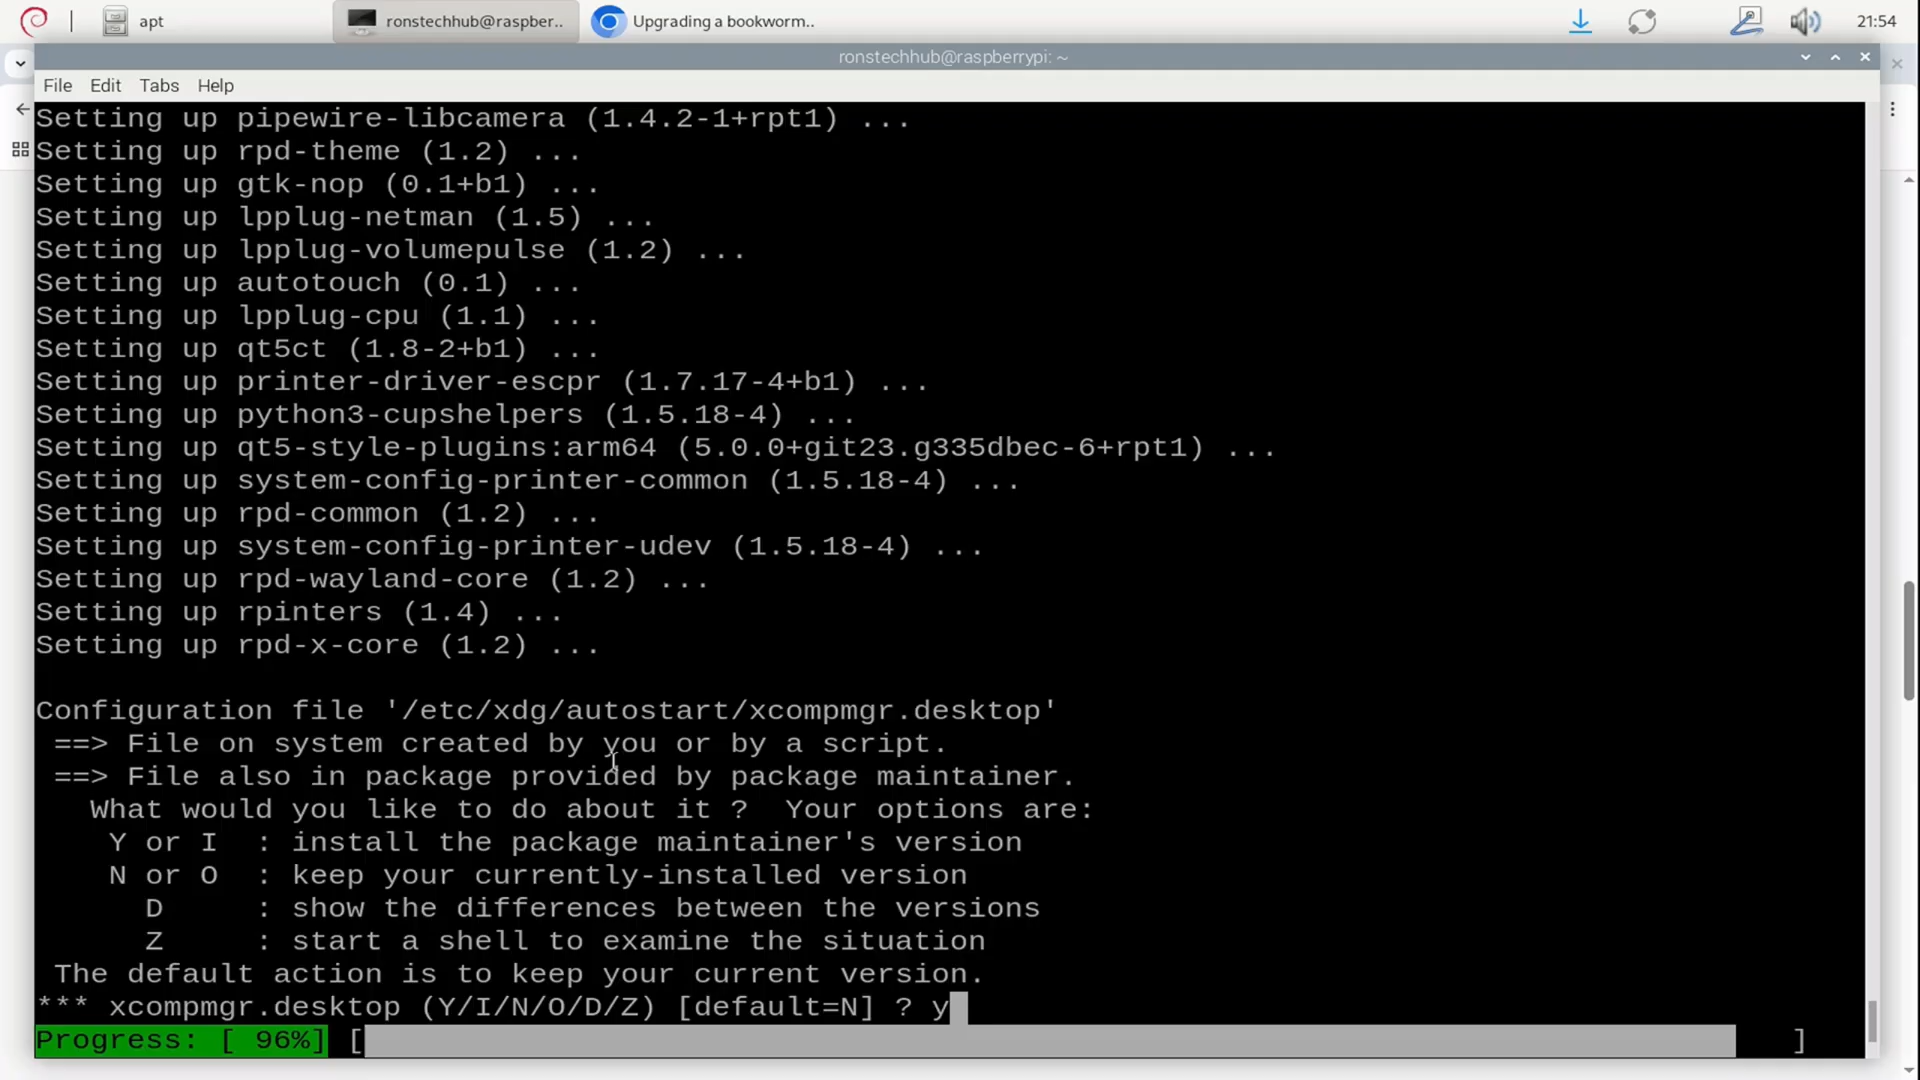 apt
ronstechhub@raspber..
Upgrading a bookworm..
21:54
ronstechhub@raspberrypi: ~
File Edit Tabs Help
Setting up pipewire-libcamera (1.4.2-1+rpt1) ...
Setting up rpd-theme (1.2) ...
Setting up gtk-nop (0.1+b1) ...
Setting up lpplug-netman (1.5) ...
Setting up lpplug-volumepulse (1.2) ...
Setting up autotouch (0.1) ...
Setting up lpplug-cpu (1.1) ...
Setting up qt5ct (1.8-2+b1) ...
Setting up printer-driver-escpr (1.7.17-4+b1) ...
Setting up python3-cupshelpers (1.5.18-4) ...
Setting up qt5-style-plugins:arm64 (5.0.0+git23.g335dbec-6+rpt1) ...
Setting up system-config-printer-common (1.5.18-4) ...
Setting up rpd-common (1.2) ...
Setting up system-config-printer-udev (1.5.18-4) ...
Setting up rpd-wayland-core (1.2) ...
Setting up rpinters (1.4) ...
Setting up rpd-x-core (1.2) ...
Configuration file '/etc/xdg/autostart/xcompmgr.desktop'
==> File on system created by you or by a script.
==> File also in package provided by package maintainer.
What would you like to do about it ?  Your options are:
Y or I  : install the package maintainer's version
N or O  : keep your currently-installed version
D     : show the differences between the versions
Z     : start a shell to examine the situation
The default action is to keep your current version.
*** xcompmgr.desktop (Y/I/N/O/D/Z) [default=N] ? y
Progress: [ 96%] [ ]